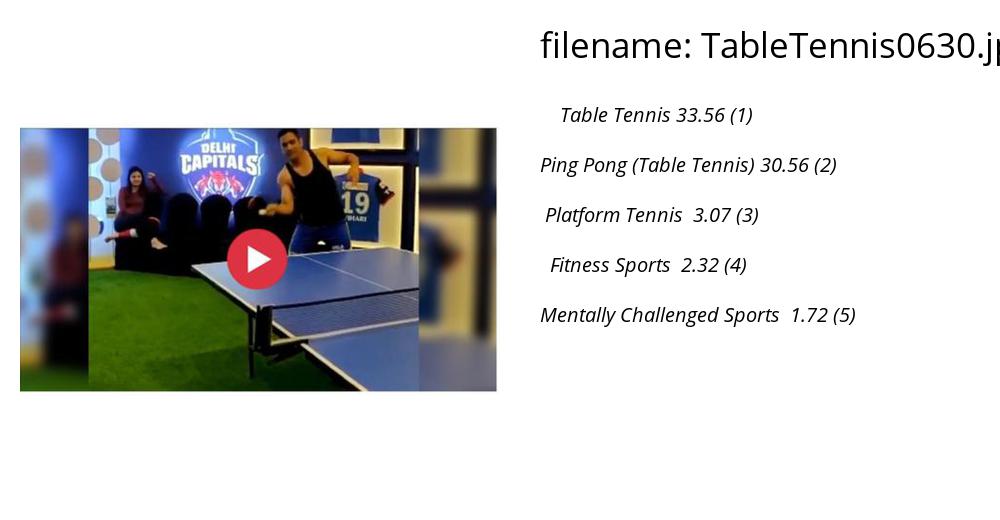 filename: TableTennis0630.jp
Table Tennis 33.56 (1)
Ping Pong (Table Tennis) 30.56 (2)
Platform Tennis 3.07 (3)
Fitness Sports 2.32 (4)
Mentally Challenged Sports 1.72 (5)
DELHI
CAPITALS
19
VIHARI